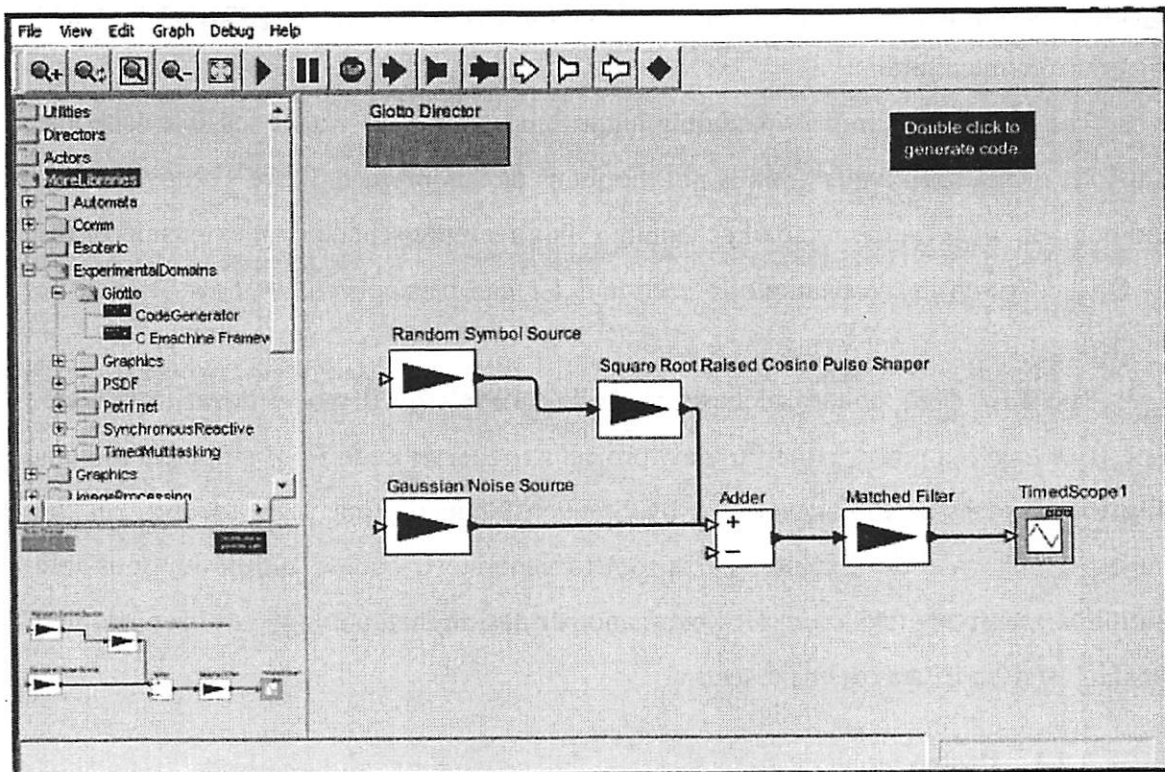 File View Edit Graph Debug Help
Utilities
Directors
Actors
MoreLibraries
Automata
Comm
Esoteric
ExperimentalDomains
Giotto
CodeGenerator
C Emachine Framew
Graphics
PSDF
Petri net
SynchronousReactive
TimedMultitasking
Graphics
ImageProcessing
Giotto Director
Double click to
generate code.
Random Symbol Source
Square Root Raised Cosine Pulse Shaper
Gaussian Noise Source
Adder
Matched Filter
TimedScope1
+
−